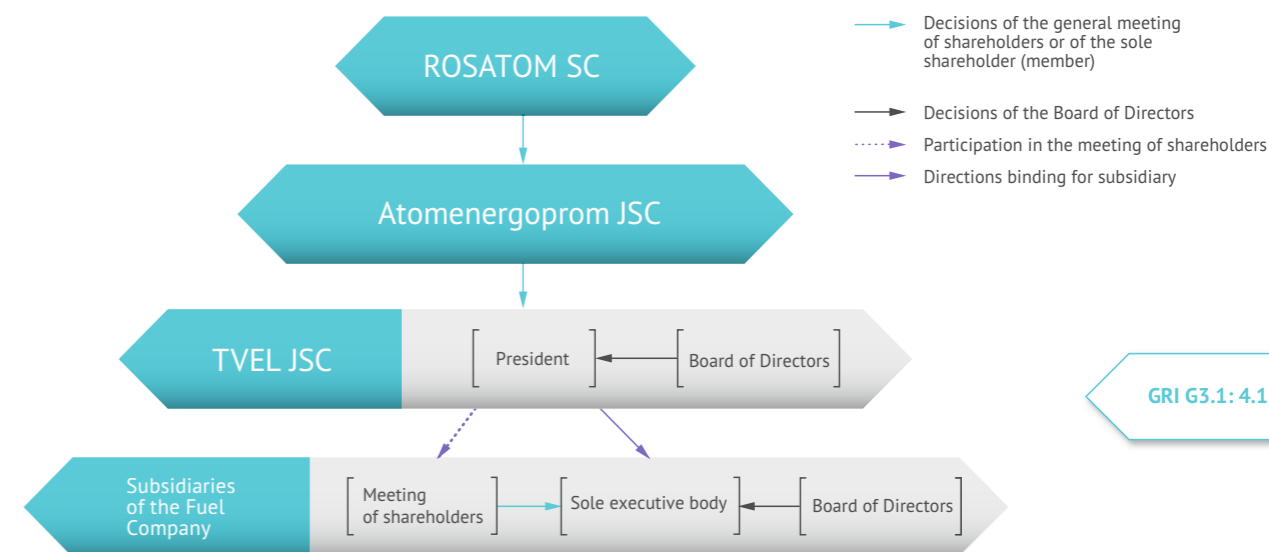 ROSATOM SC
Decisions of the general meeting
of shareholders or of the sole
shareholder (member)
Decisions of the Board of Directors
Participation in the meeting of shareholders
Directions binding for subsidiary
Atomenergoprom JSC
TVEL JSC
President
Board of Directors
GRI G3.1: 4.1
Subsidiaries
of the Fuel
Company
Meeting
of shareholders
Sole executive body
Board of Directors